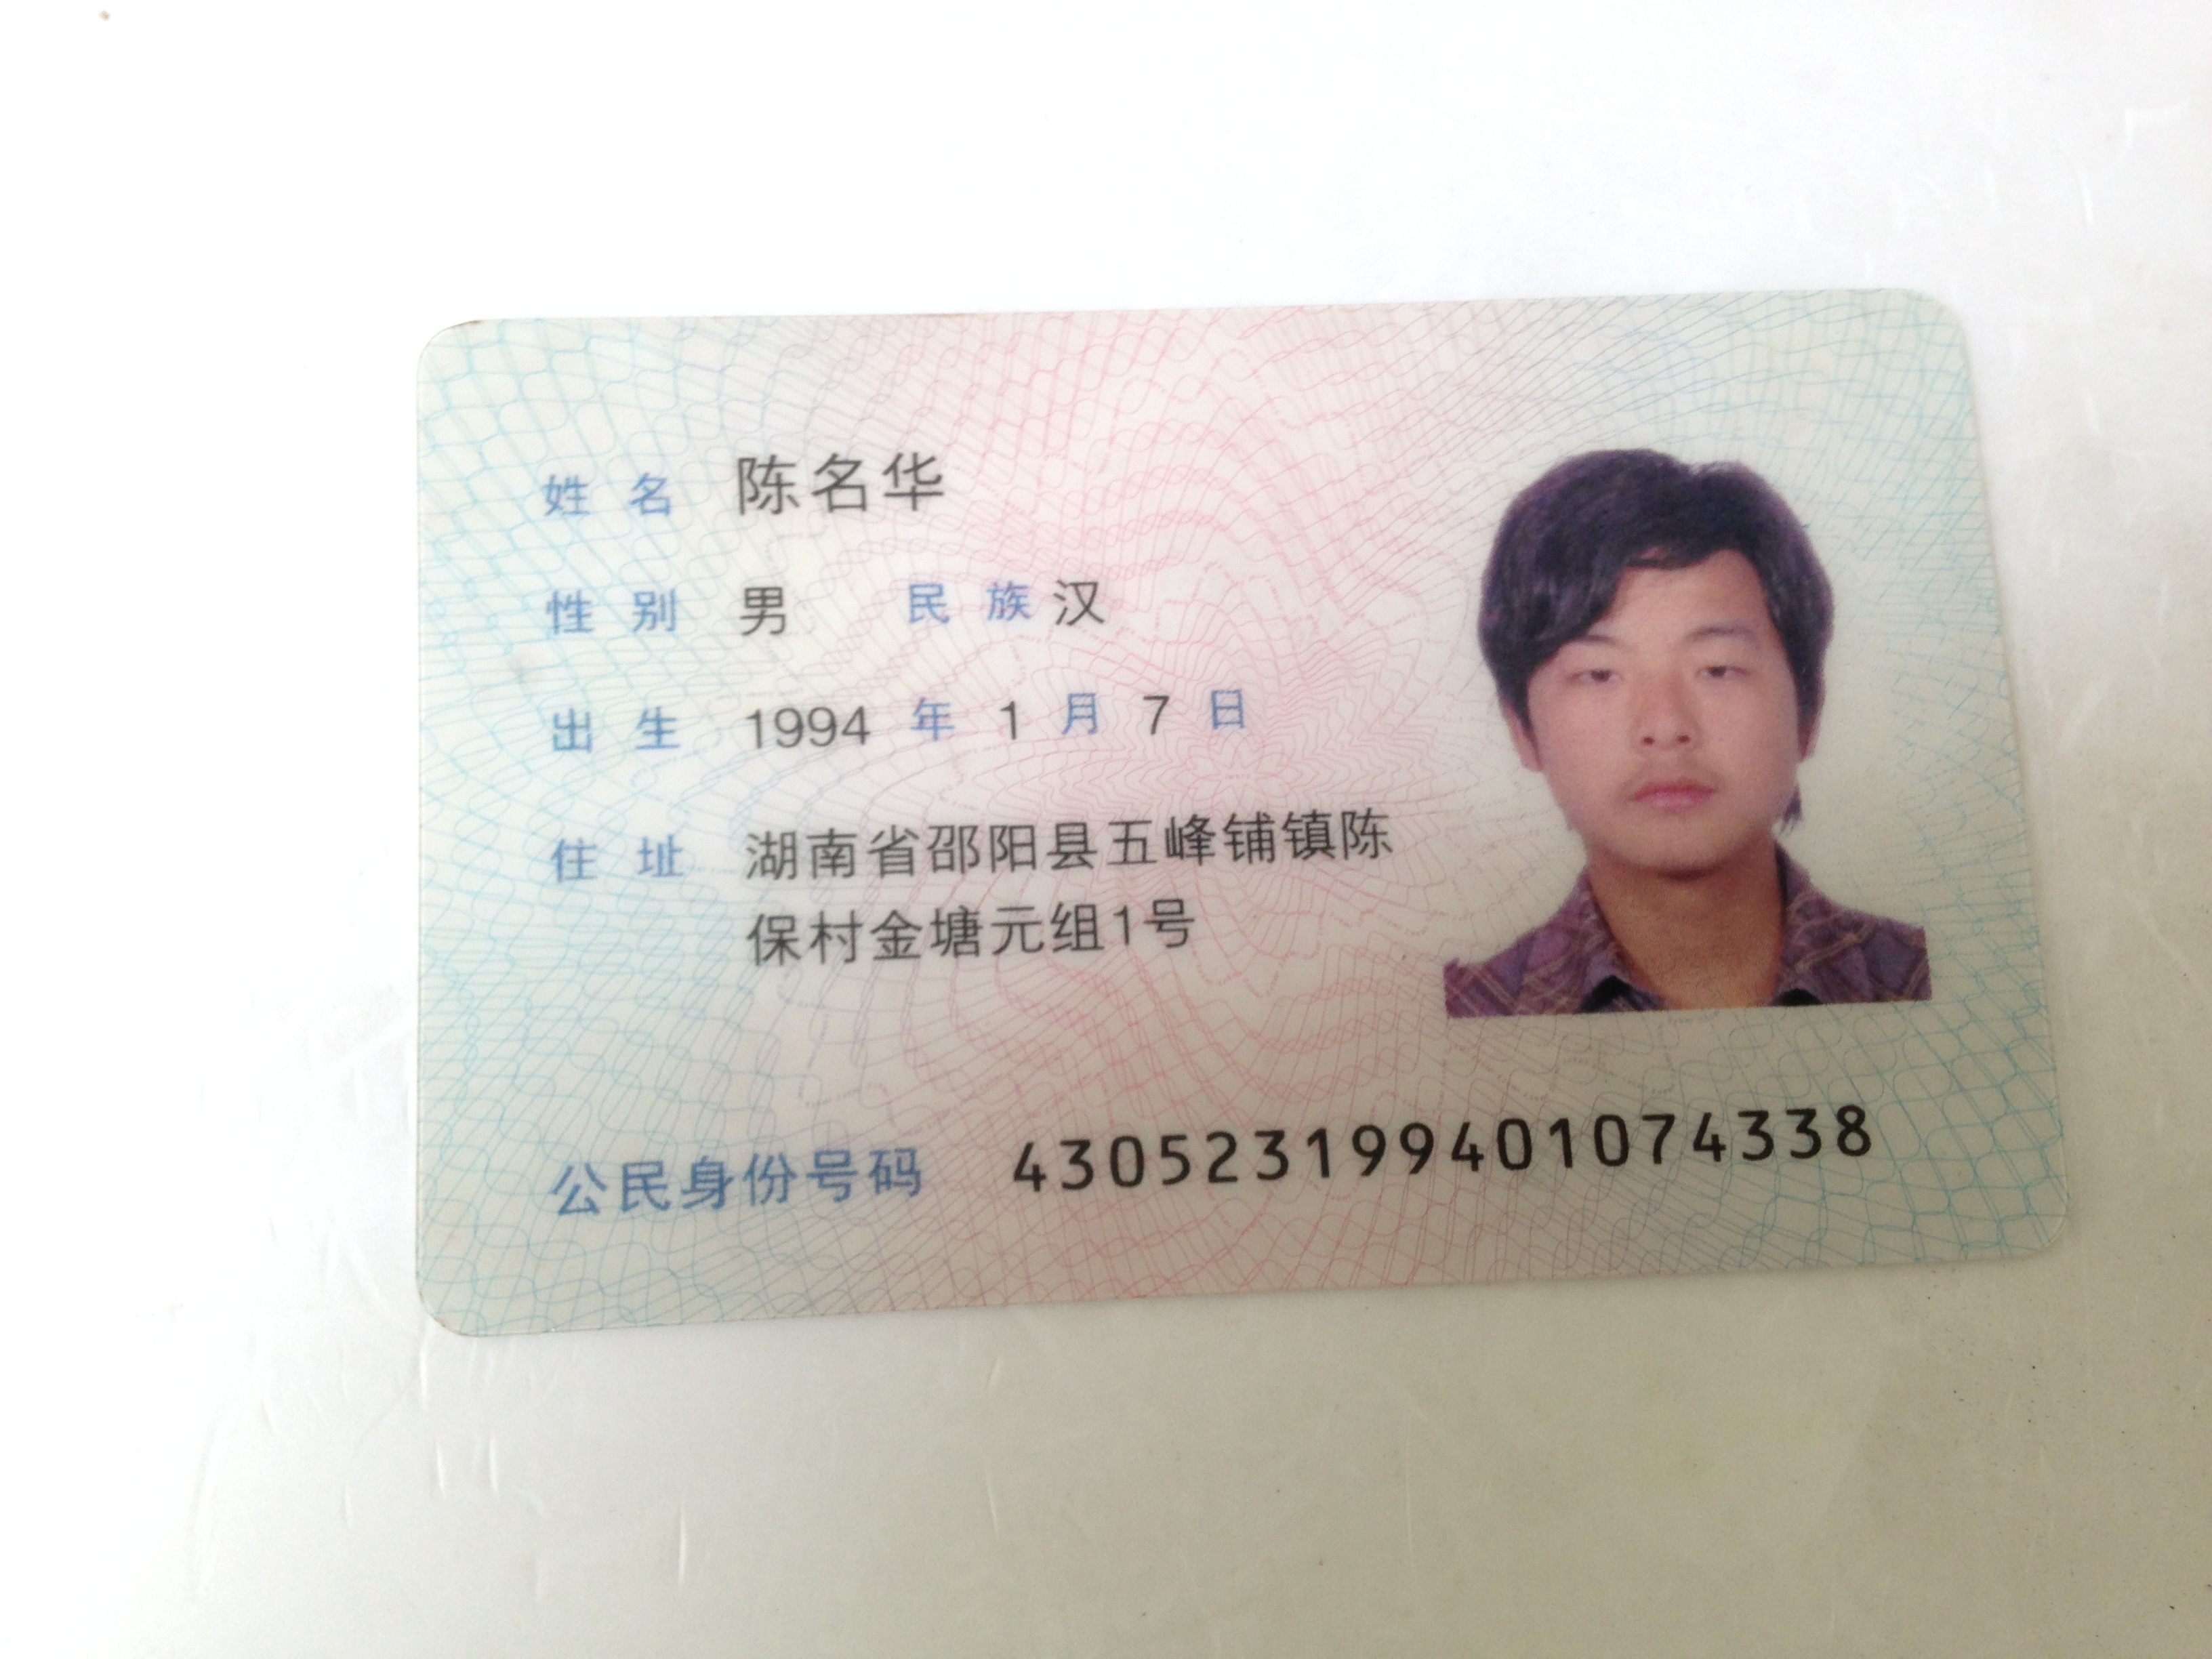 姓名 陈名华
性别 男 民族 汉
出生 1994 年 1 月 7 日
住址 湖南省邵阳县五峰铺镇陈
保村金塘元组1号
公民身份号码 430523199401074338